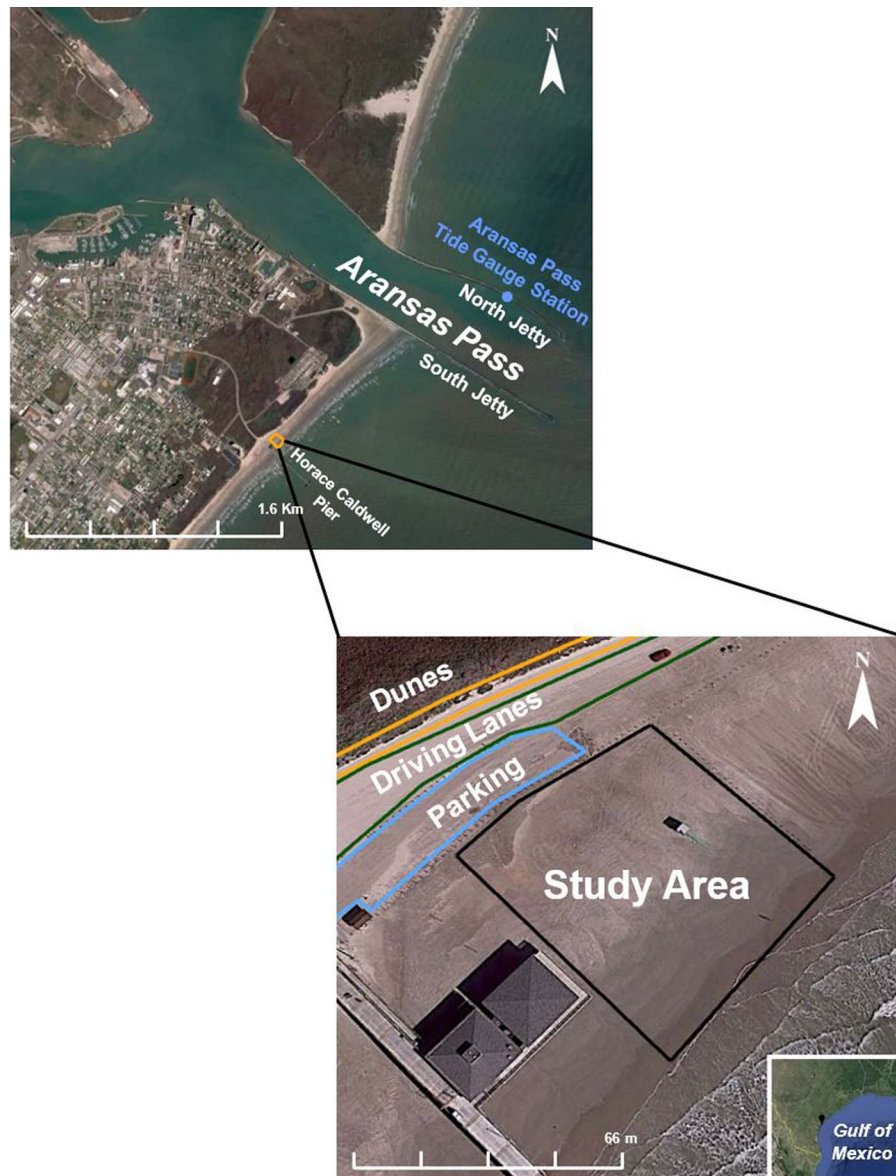 N
Aransas Pass
Tide Gauge Station
North Jetty
Aransas Pass
South Jetty
Horace Caldwell
Pier
1.6 Km
N
Dunes
Driving Lanes
Parking
Study Area
66 m
Gulf of
Mexico